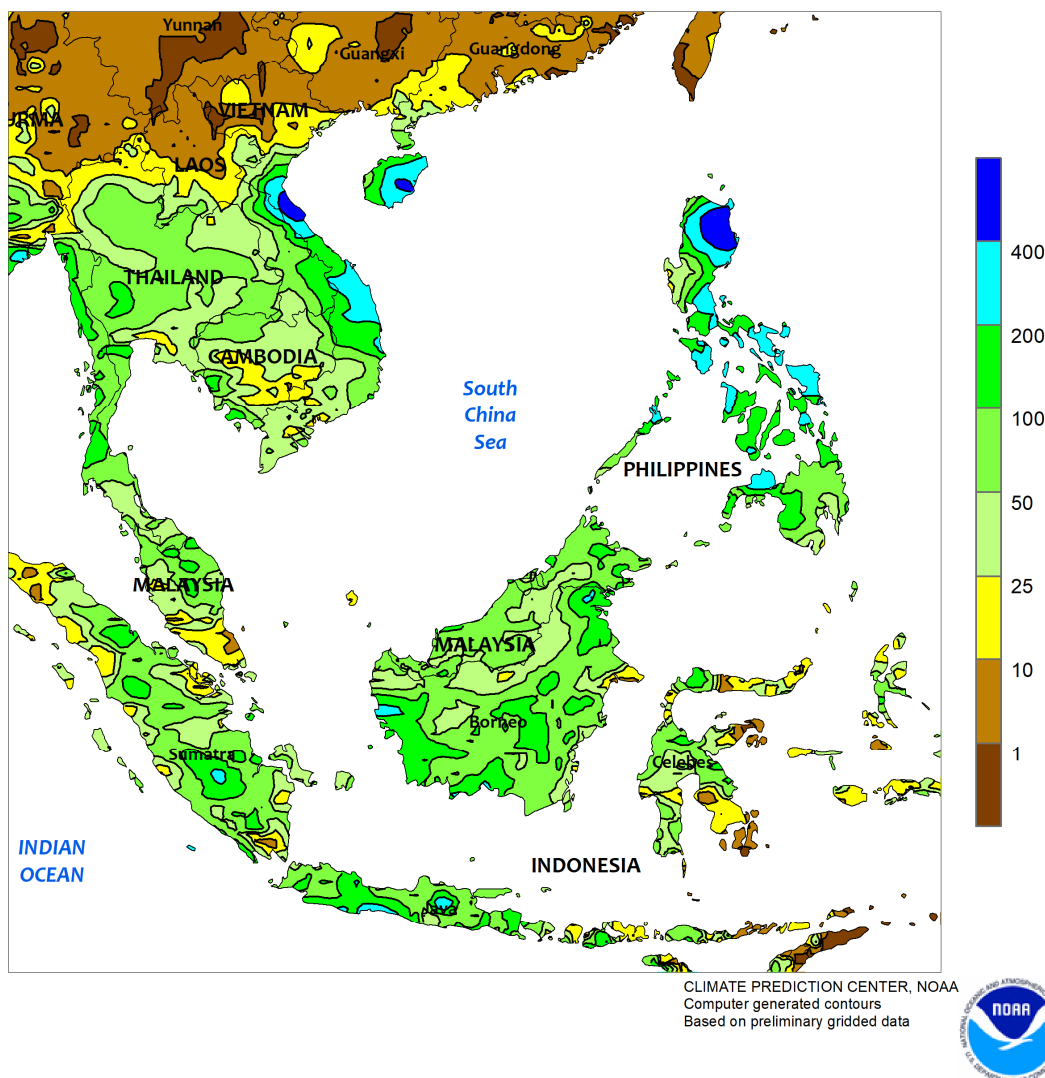 Yunnan
Guangxi
Guangdong
URMA
VIETNAM
LAOS
THAILAND
CAMBODIA
South
China
Sea
PHILIPPINES
MALAYSIA
MALAYSIA
Borneo
Sumatra
Celebes
INDIAN
OCEAN
INDONESIA
Java
400
200
100
50
25
10
1
CLIMATE PREDICTION CENTER, NOAA
Computer generated contours
Based on preliminary gridded data
NOAA